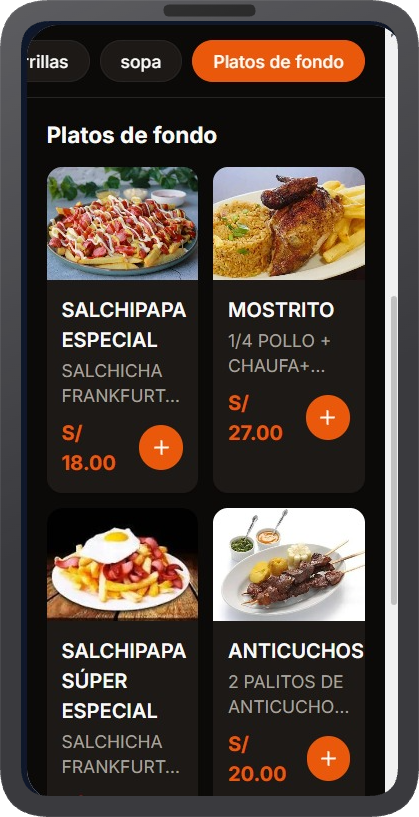 rrillas
sopa
Platos de fondo
Platos de fondo
SALCHIPAPA
ESPECIAL
SALCHICHA
FRANKFURT...
S/
18.00
+
MOSTRITO
1/4 POLLO +
CHAUFA+...
S/
27.00
+
SALCHIPAPA
SÚPER
ESPECIAL
SALCHICHA
FRANKFURT...
ANTICUCHOS
2 PALITOS DE
ANTICUCHO...
S/
20.00
+